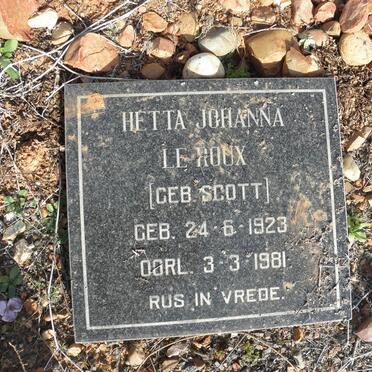 HETTA JOHANNA
LE ROUX
[GEB. SCOTT]
GEB. 24·6·1923
OORL. 3·3·1981
RUS IN VREDE.